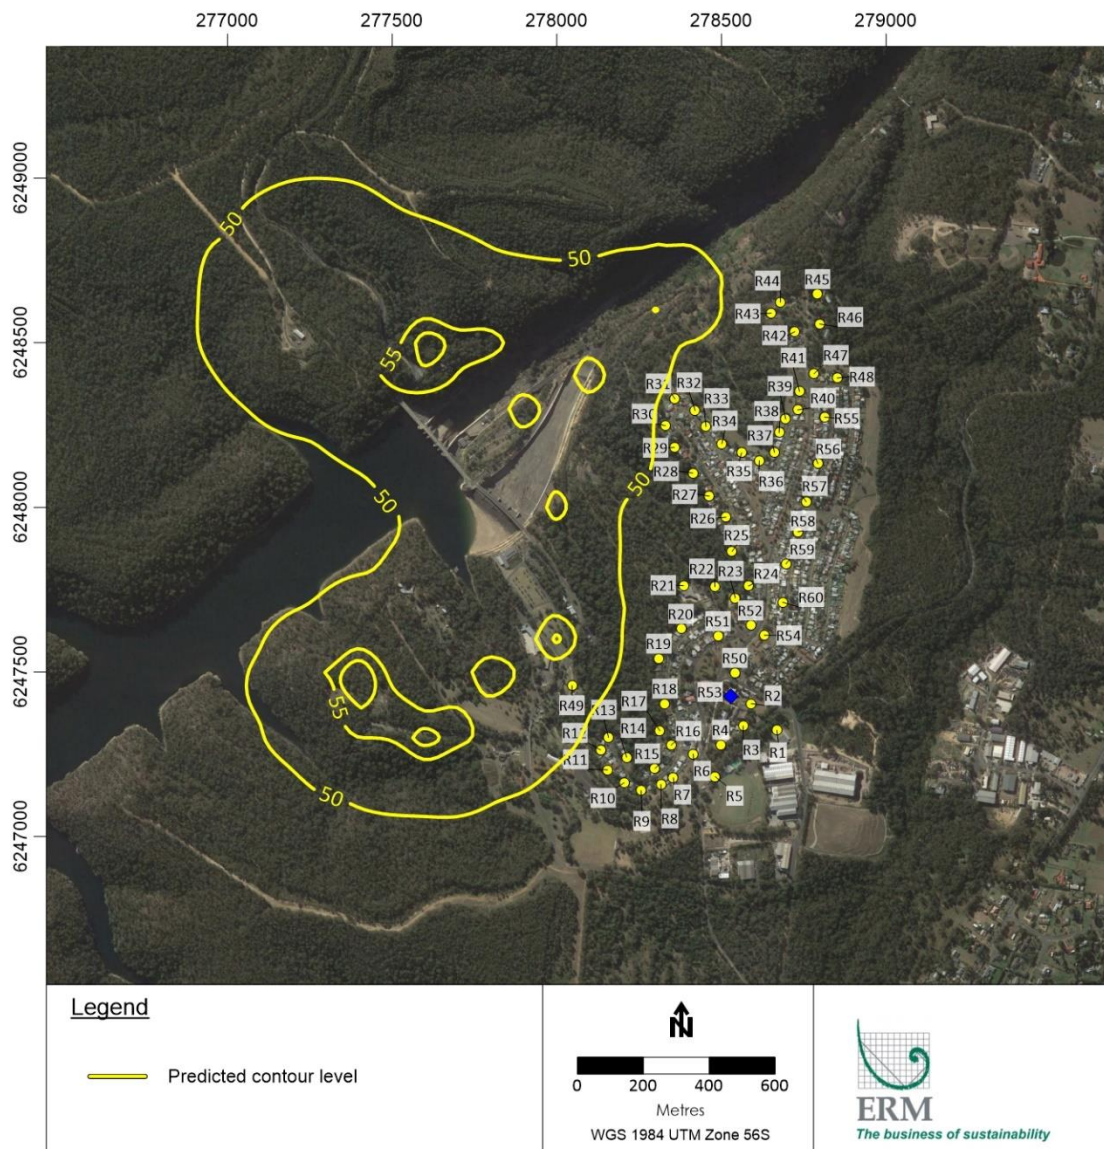 277000 277500 278000 278500 279000
6249000
6248500
6248000
6247500
6247000
50
50
55
50
50
55
50
R44
R45
R43
R46
R42
R41
R47
R48
R31
R32
R39
R40
R33
R30
R38
R55
R34
R37
R29
R56
R35
R28
R36
R57
R27
R26
R58
R25
R59
R22
R23
R24
R21
R60
R20
R51
R52
R54
R19
R50
R18
R53
R2
R49
R17
R13
R14
R16
R4
R15
R3
R1
R11
R6
R10
R7
R5
R9
R8
Legend
Predicted contour level
N
0 200 400 600
Metres
WGS 1984 UTM Zone 56S
ERM
The business of sustainability